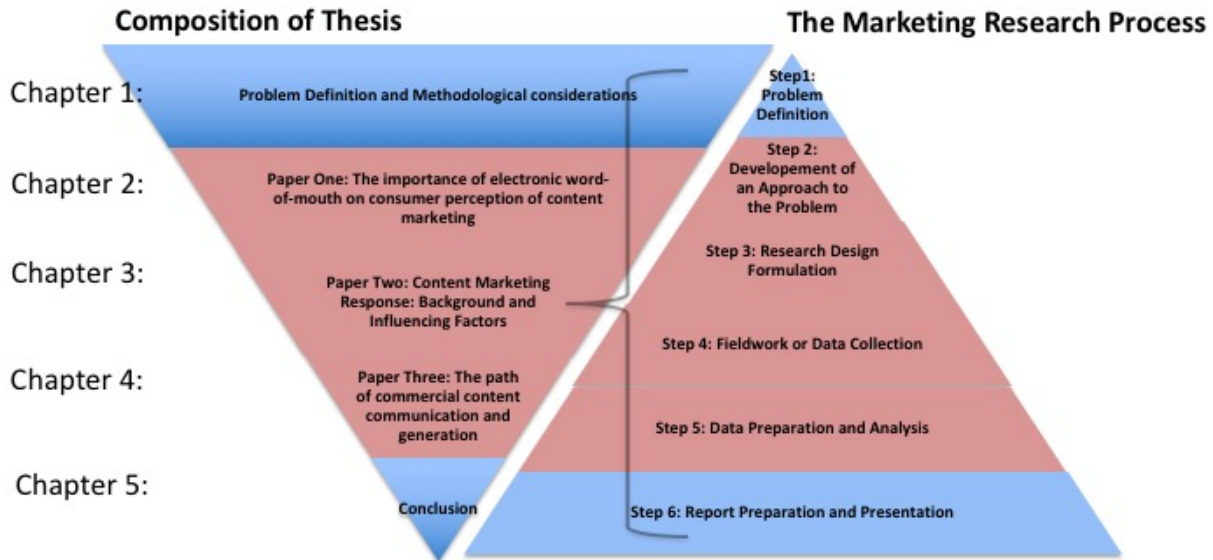 Composition of Thesis
The Marketing Research Process
Chapter 1:
Problem Definition and Methodological considerations
Step1:
Problem
Definition
Chapter 2:
Paper One: The importance of electronic word-
of-mouth on consumer perception of content
marketing
Step 2:
Developement of
an Approach to
the Problem
Chapter 3:
Paper Two: Content Marketing
Response: Background and
Influencing Factors
Step 3: Research Design
Formulation
Chapter 4:
Paper Three: The path
of commercial content
communication and
generation
Step 4: Fieldwork or Data Collection
Step 5: Data Preparation and Analysis
Chapter 5:
Conclusion
Step 6: Report Preparation and Presentation